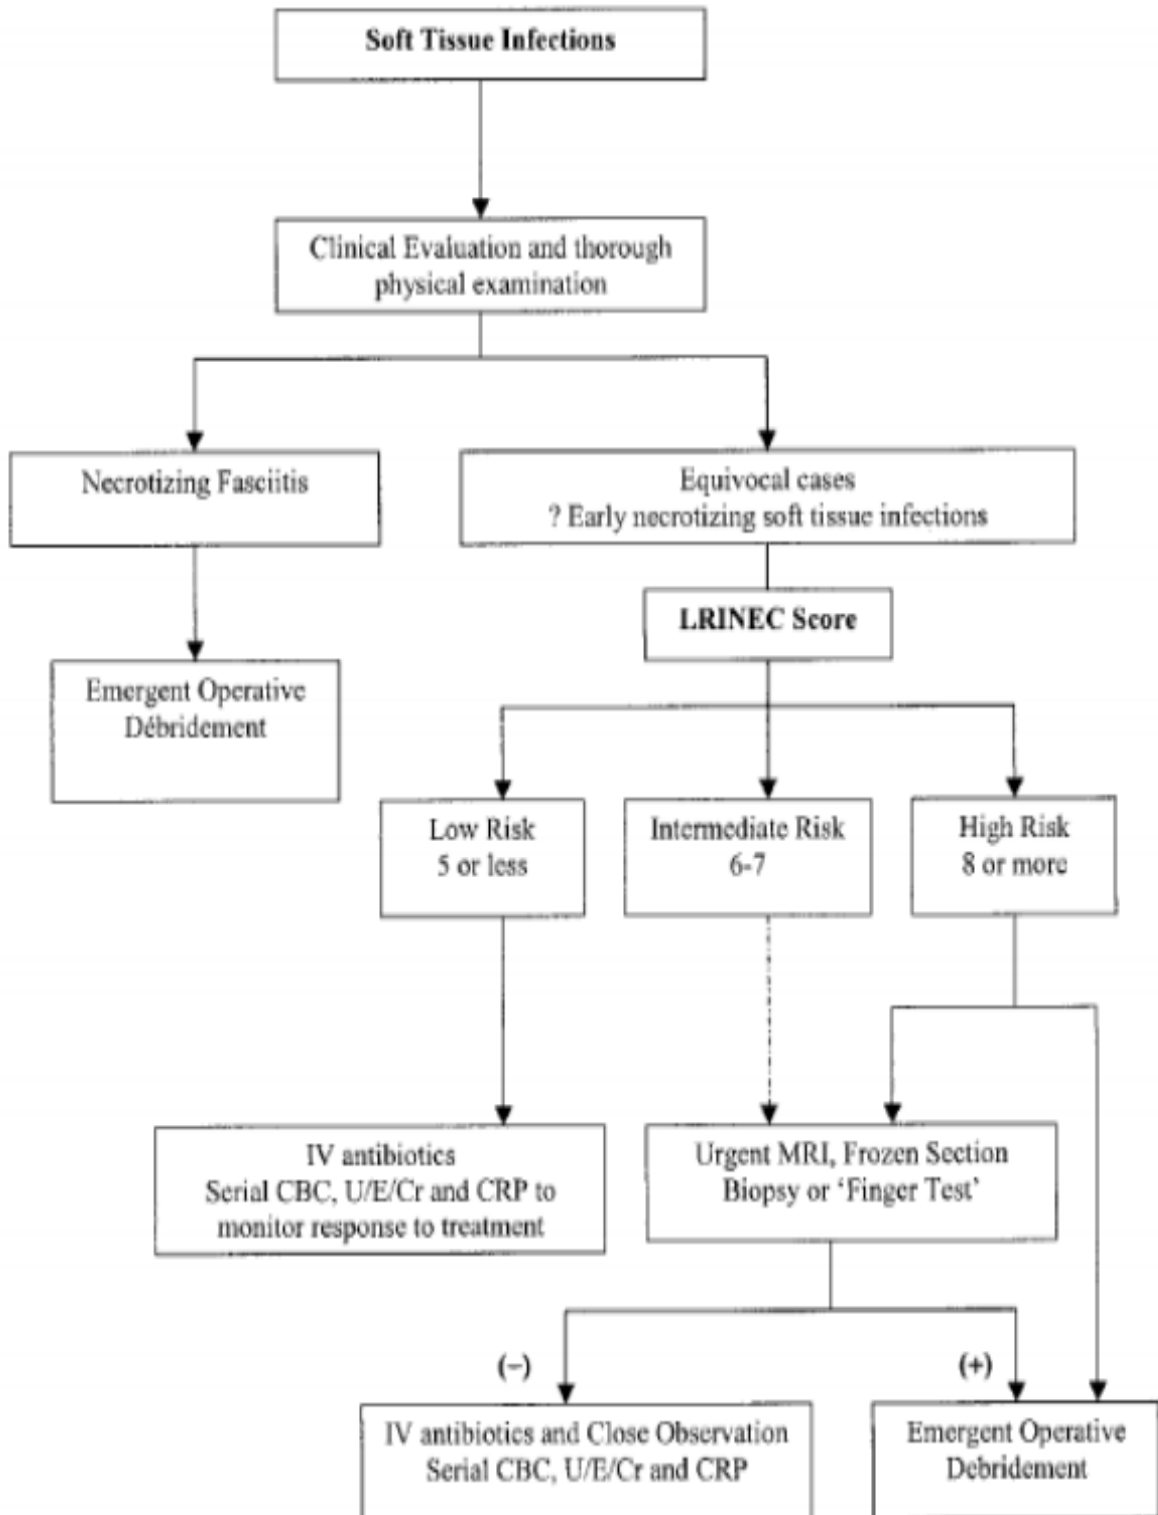 Soft Tissue Infections
Clinical Evaluation and thorough
physical examination
Necrotizing Fasciitis
Equivocal cases
? Early necrotizing soft tissue infections
LRINEC Score
Emergent Operative
Débridement
Low Risk
5 or less
Intermediate Risk
6-7
High Risk
8 or more
IV antibiotics
Serial CBC, U/E/Cr and CRP to
monitor response to treatment
Urgent MRI, Frozen Section
Biopsy or ‘Finger Test’
(–)
(+)
IV antibiotics and Close Observation
Serial CBC, U/E/Cr and CRP
Emergent Operative
Debridement